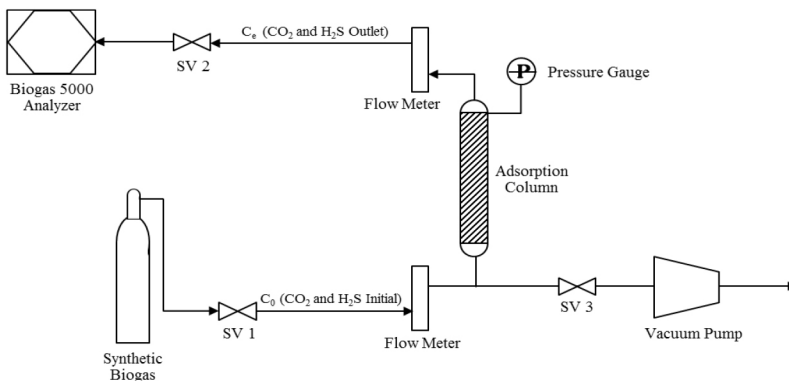 Cₑ (CO₂ and H₂S Outlet)
SV 2
Biogas 5000
Analyzer
Flow Meter
P
Pressure Gauge
Adsorption
Column
C₀ (CO₂ and H₂S Initial)
SV 1
SV 3
Flow Meter
Vacuum Pump
Synthetic
Biogas